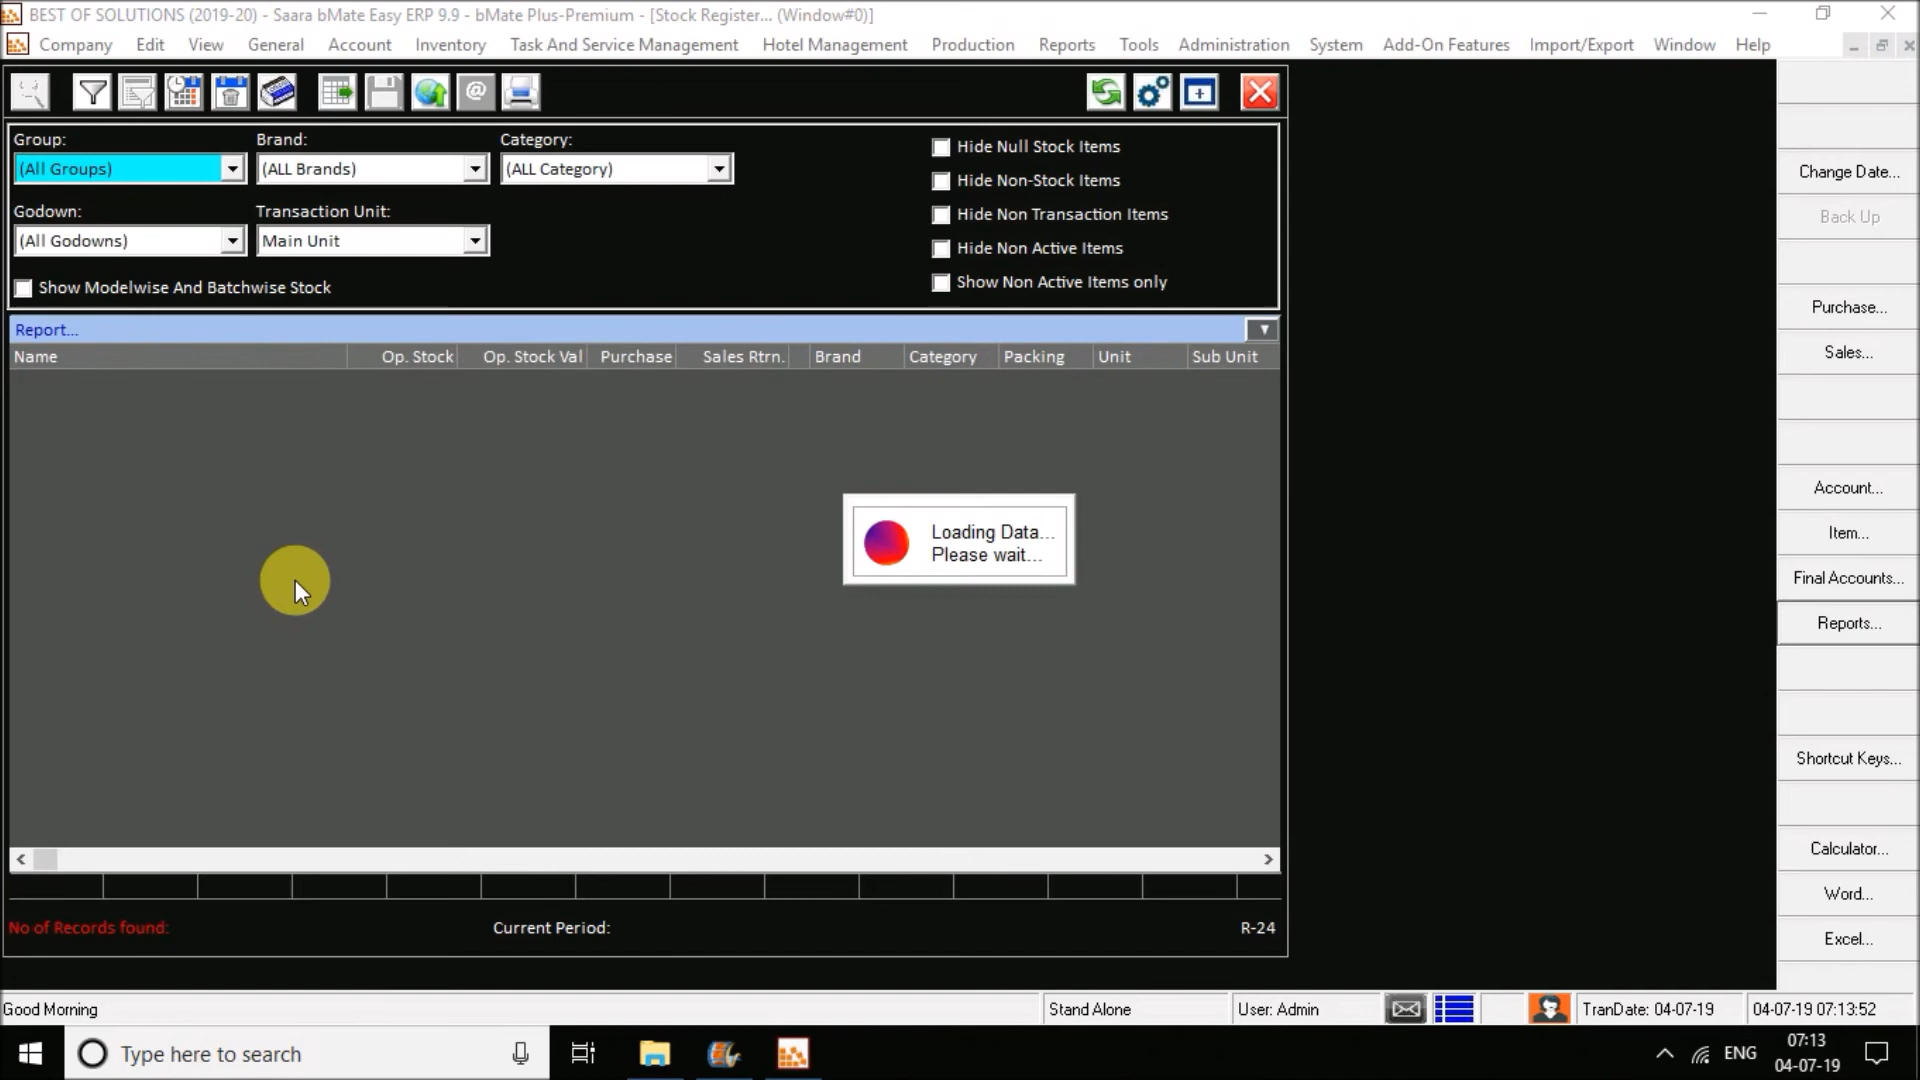 BEST OF SOLUTIONS (2019-20) - Saara bMate Easy ERP 9.9 - bMate Plus-Premium - [Stock Register... (Window#0)]
Company Edit View General Account Inventory Task And Service Management Hotel Management Production Reports Tools Administration System Add-On Features Import/Export Window Help
Group: Brand: Category:
(All Groups) (ALL Brands) (ALL Category)
Godown: Transaction Unit:
(All Godowns) Main Unit
Show Modelwise And Batchwise Stock
Hide Null Stock Items
Hide Non-Stock Items
Hide Non Transaction Items
Hide Non Active Items
Show Non Active Items only
Report...
Name Op. Stock Op. Stock Val Purchase Sales Rtrn. Brand Category Packing Unit Sub Unit
Loading Data...
Please wait...
No of Records found: Current Period: R-24
Change Date...
Back Up
Purchase...
Sales...
Account...
Item...
Final Accounts...
Reports...
Shortcut Keys...
Calculator...
Word...
Excel...
Good Morning Stand Alone User: Admin TranDate: 04-07-19 04-07-19 07:13:52
Type here to search
ENG
07:13
04-07-19